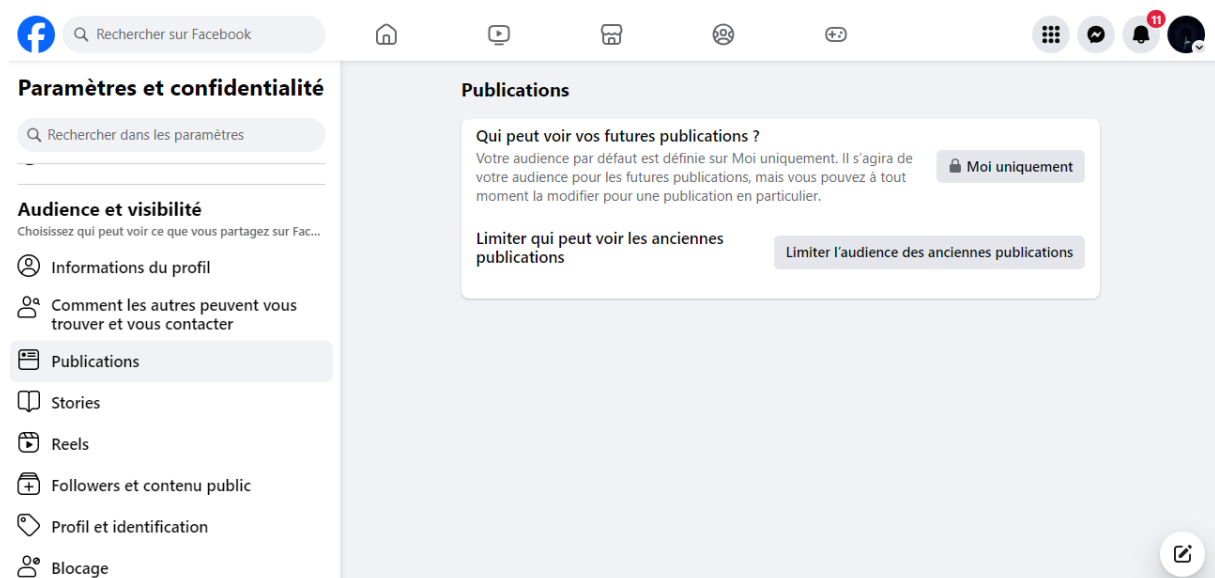 Rechercher sur Facebook
11
Paramètres et confidentialité
Rechercher dans les paramètres
Audience et visibilité
Choisissez qui peut voir ce que vous partagez sur Fac...
Informations du profil
Comment les autres peuvent vous
trouver et vous contacter
Publications
Stories
Reels
Followers et contenu public
Profil et identification
Blocage
Publications
Qui peut voir vos futures publications ?
Votre audience par défaut est définie sur Moi uniquement. Il s’agira de
votre audience pour les futures publications, mais vous pouvez à tout
moment la modifier pour une publication en particulier.
Moi uniquement
Limiter qui peut voir les anciennes
publications
Limiter l’audience des anciennes publications